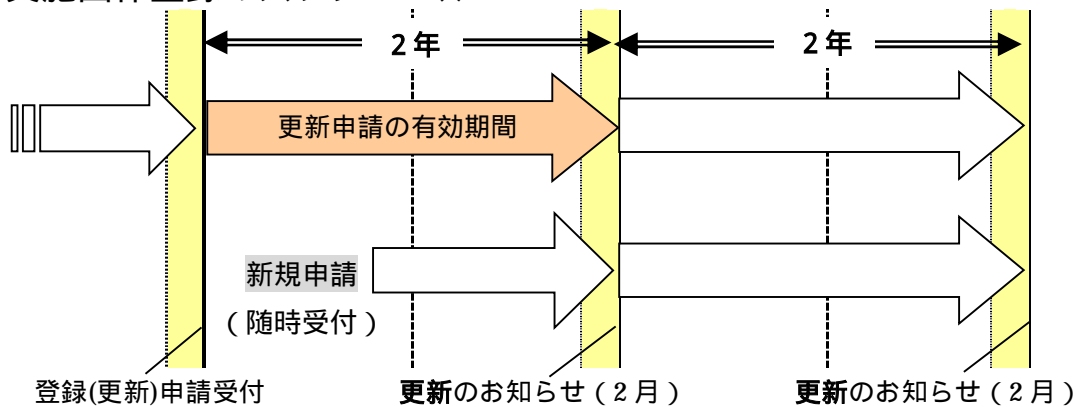 2年 2年
更新申請の有効期間
新規申請
(随時受付)
登録(更新)申請受付 更新のお知らせ(2月) 更新のお知らせ(2月)